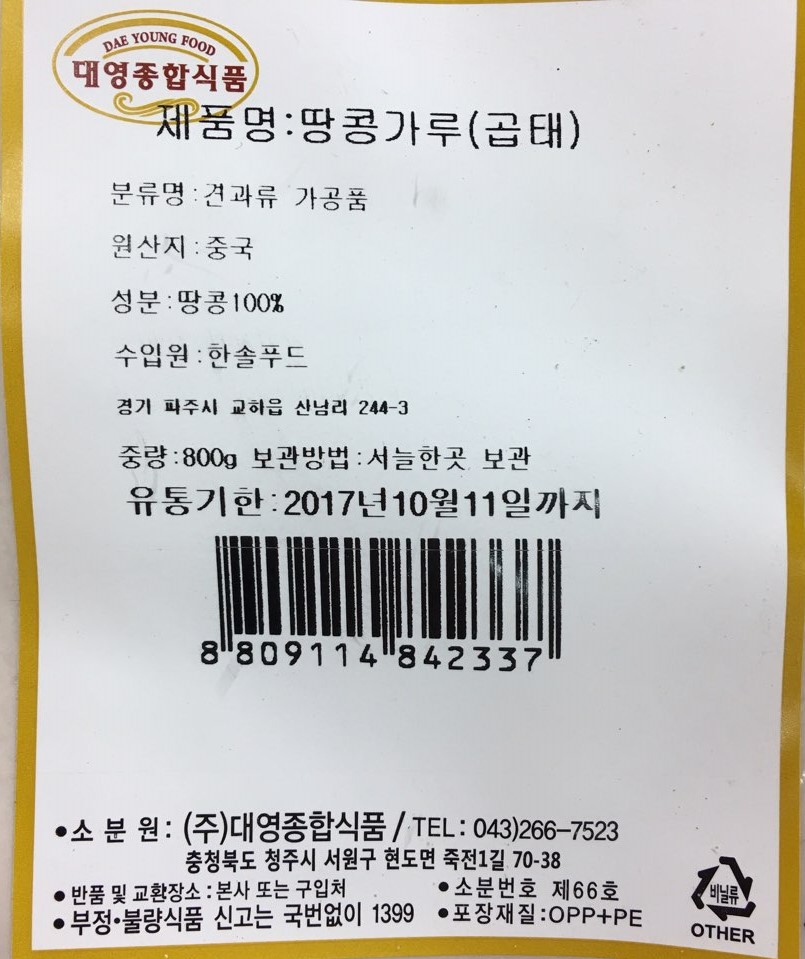 DAE YOUNG FOOD
대영종합식품
제품명:땅콩가루(곱태)
분류명:견과류 가공품
원산지:중국
성분:땅콩100%
수입원:한솔푸드
경기 파주시 교하읍 산남리 244-3
중량:800g 보관방법:서늘한곳 보관
유통기한:2017년10월11일까지
8 809114 842337
•소 분 원: (주)대영종합식품 / TEL: 043)266-7523
충청북도 청주시 서원구 현도면 죽전1길 70-38
•반품 및 교환장소:본사 또는 구입처 •소분번호 제66호
•부정•불량식품 신고는 국번없이 1399 •포장재질:OPP+PE
비닐류
OTHER